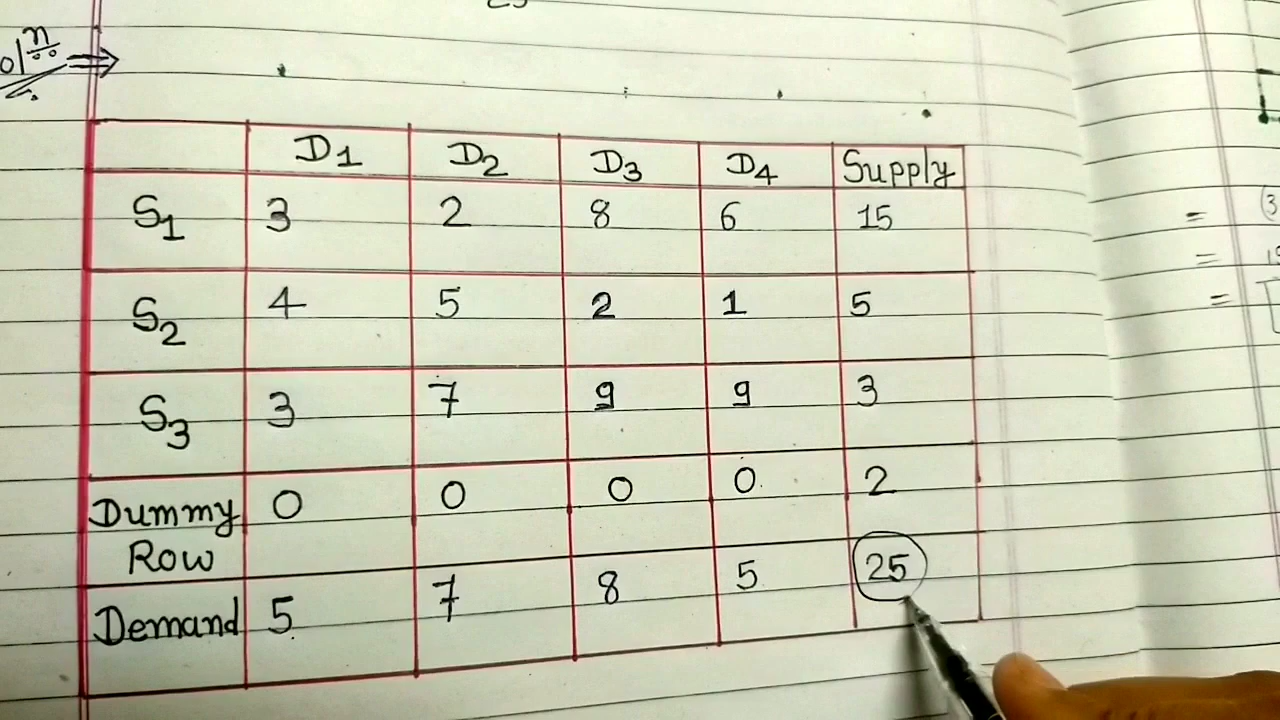 D1 D2 D3 D4 Supply
S1 3 2 8 6 15
S2 4 5 2 1 5
S3 3 7 9 9 3
Dummy Row 0 0 0 0 2
Demand 5 7 8 5 25
=
=
=